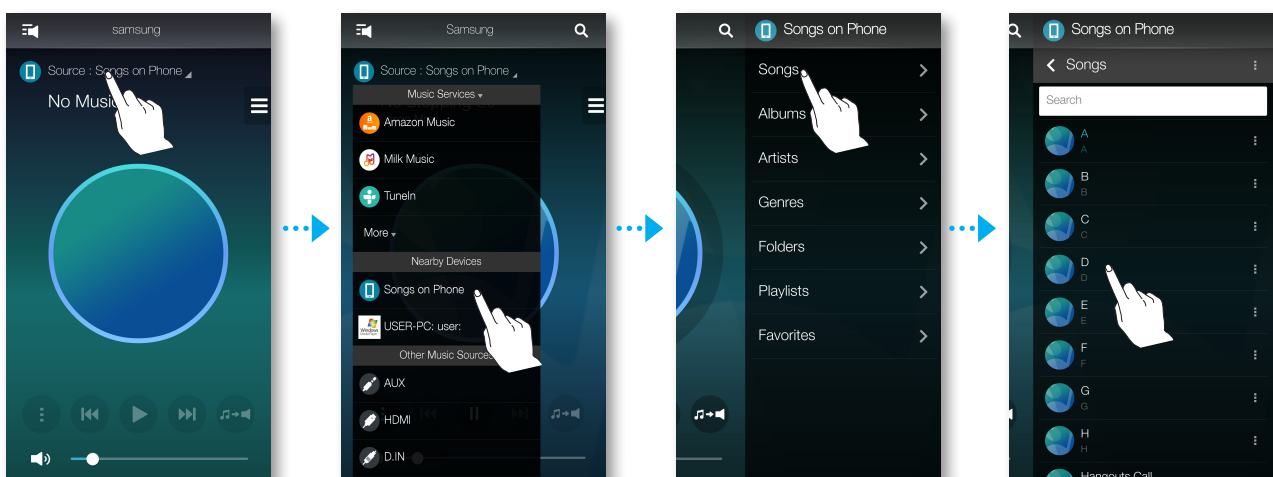 samsung
Source : Songs on Phone
No Music
Samsung
Source : Songs on Phone
Music Services
Amazon Music
Milk Music
TuneIn
More
Nearby Devices
Songs on Phone
Windows
USER-PC: user:
Other Music Sources
AUX
HDMI
D.IN
Songs on Phone
Songs
Albums
Artists
Genres
Folders
Playlists
Favorites
Songs on Phone
Songs
Search
A
A
B
B
C
C
D
D
E
E
F
F
G
G
H
H
Hangouts Call